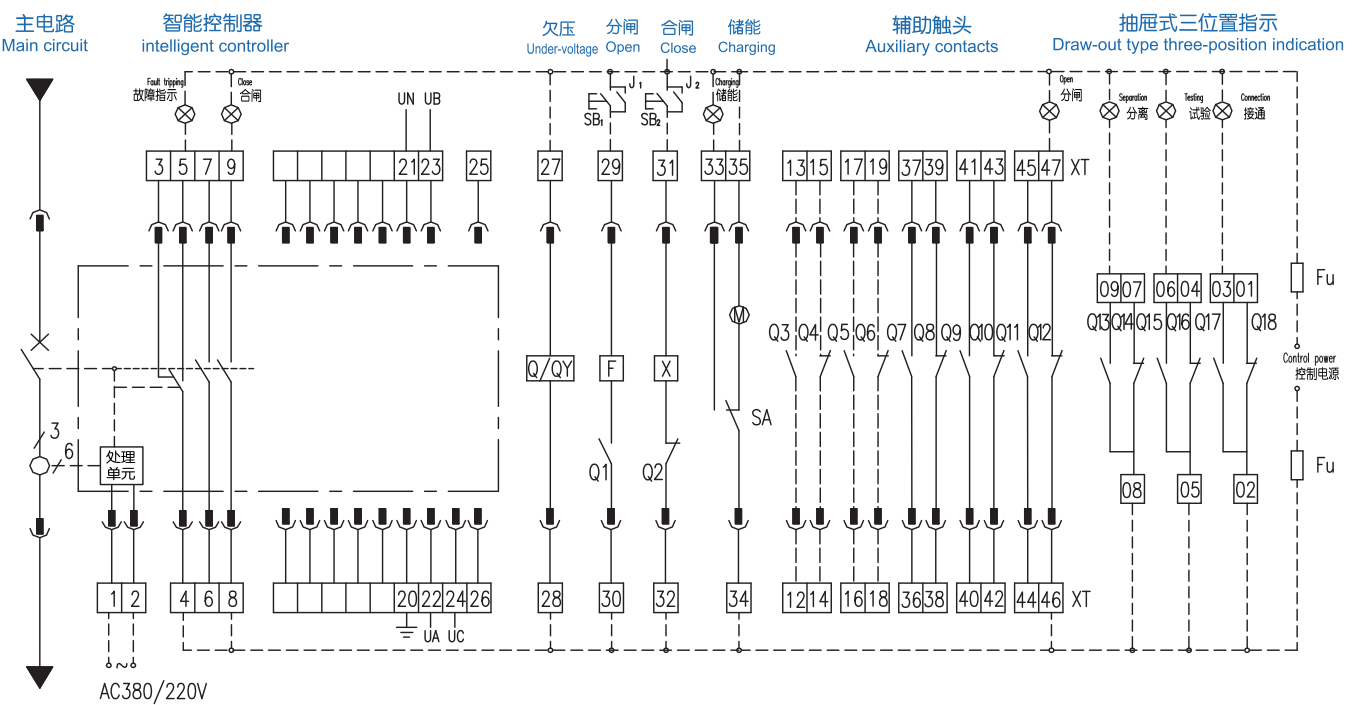 主电路 智能控制器 欠压 分闸 合闸 储能 辅助触头 抽屉式三位置指示
Main circuit intelligent controller Under-voltage Open Close Charging Auxiliary contacts Draw-out type three-position indication
Fault tripping Close J1 J2 Charging Open Separation Testing Connection
故障指示 合闸 储能 分闸 分离 试验 接通
UN UB SB1 SB2
3 5 7 9 21 23 25 27 29 31 33 35 13 15 17 19 37 39 41 43 45 47 XT
Fu
09 07 06 04 03 01
M
Q3 Q4 Q5 Q6 Q7 Q8 Q9 Q10 Q11 Q12 Q13 Q14 Q15 Q16 Q17 Q18
Control power
控制电源
Q/QY F X
SA
3
6
处理
单元
Q1 Q2
Fu
08 05 02
1 2 4 6 8 20 22 24 26 28 30 32 34 12 14 16 18 36 38 40 42 44 46 XT
UA UC
~
AC380/220V